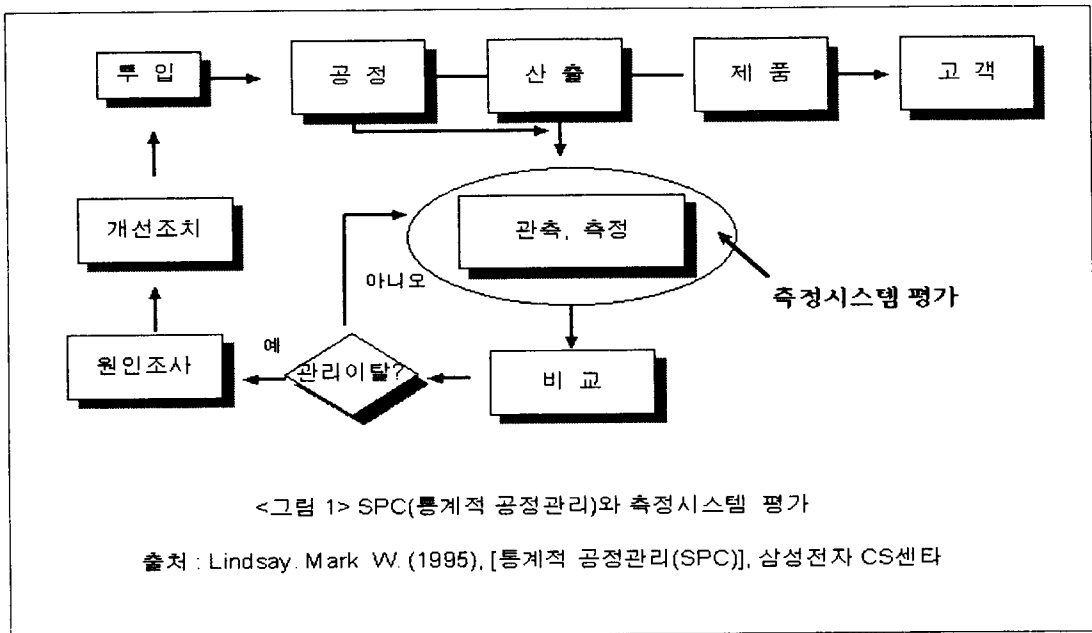 투 입
공 정
산 출
제 품
고 객
개선조치
관측, 측정
아니오
측정시스템 평가
예
원인조사
관리이탈?
비 교
<그림 1> SPC(통계적 공정관리)와 측정시스템 평가
출처 : Lindsay. Mark W. (1995), [통계적 공정관리(SPC)], 삼성전자 CS센타